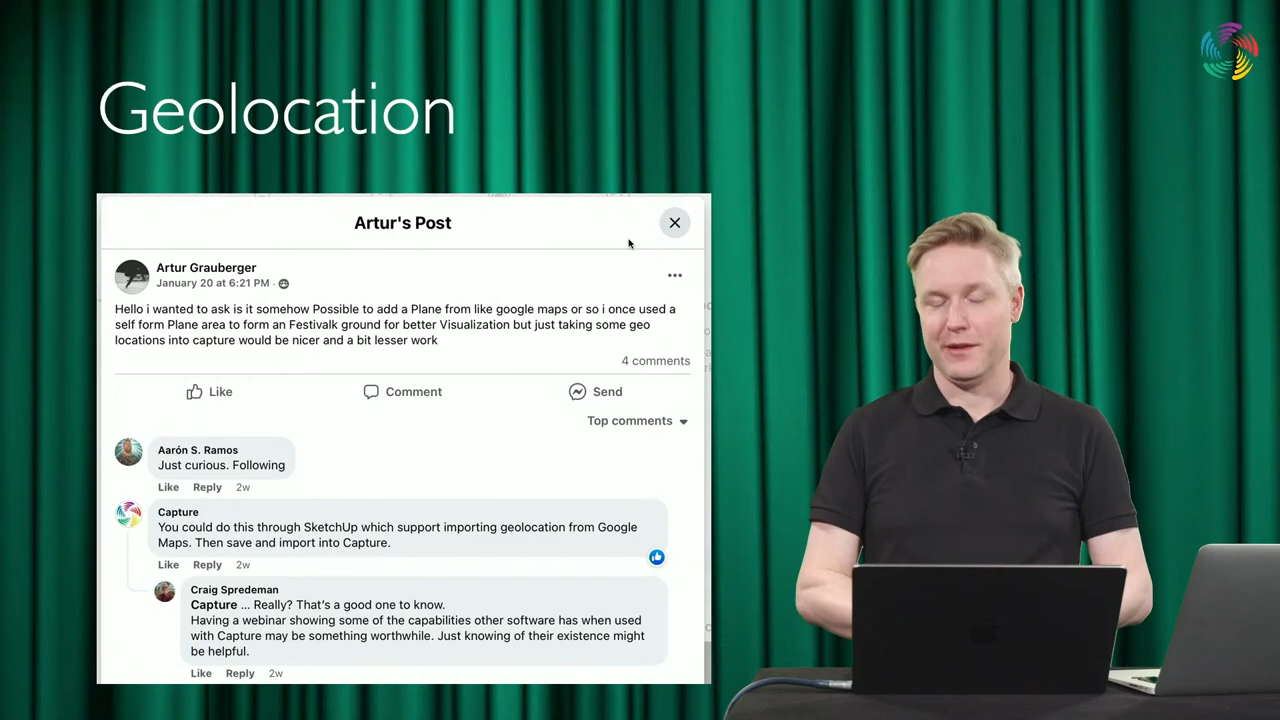 Geolocation
Artur's Post
Artur Grauberger
January 20 at 6:21 PM ·
Hello i wanted to ask is it somehow Possible to add a Plane from like google maps or so i once used a
self form Plane area to form an Festivalk ground for better Visualization but just taking some geo
locations into capture would be nicer and a bit lesser work
4 comments
Like
Comment
Send
Top comments
Aarón S. Ramos
Just curious. Following
Like Reply 2w
Capture
You could do this through SketchUp which support importing geolocation from Google
Maps. Then save and import into Capture.
Like Reply 2w
Craig Spredeman
Capture ... Really? That's a good one to know.
Having a webinar showing some of the capabilities other software has when used
with Capture may be something worthwhile. Just knowing of their existence might
be helpful.
Like Reply 2w